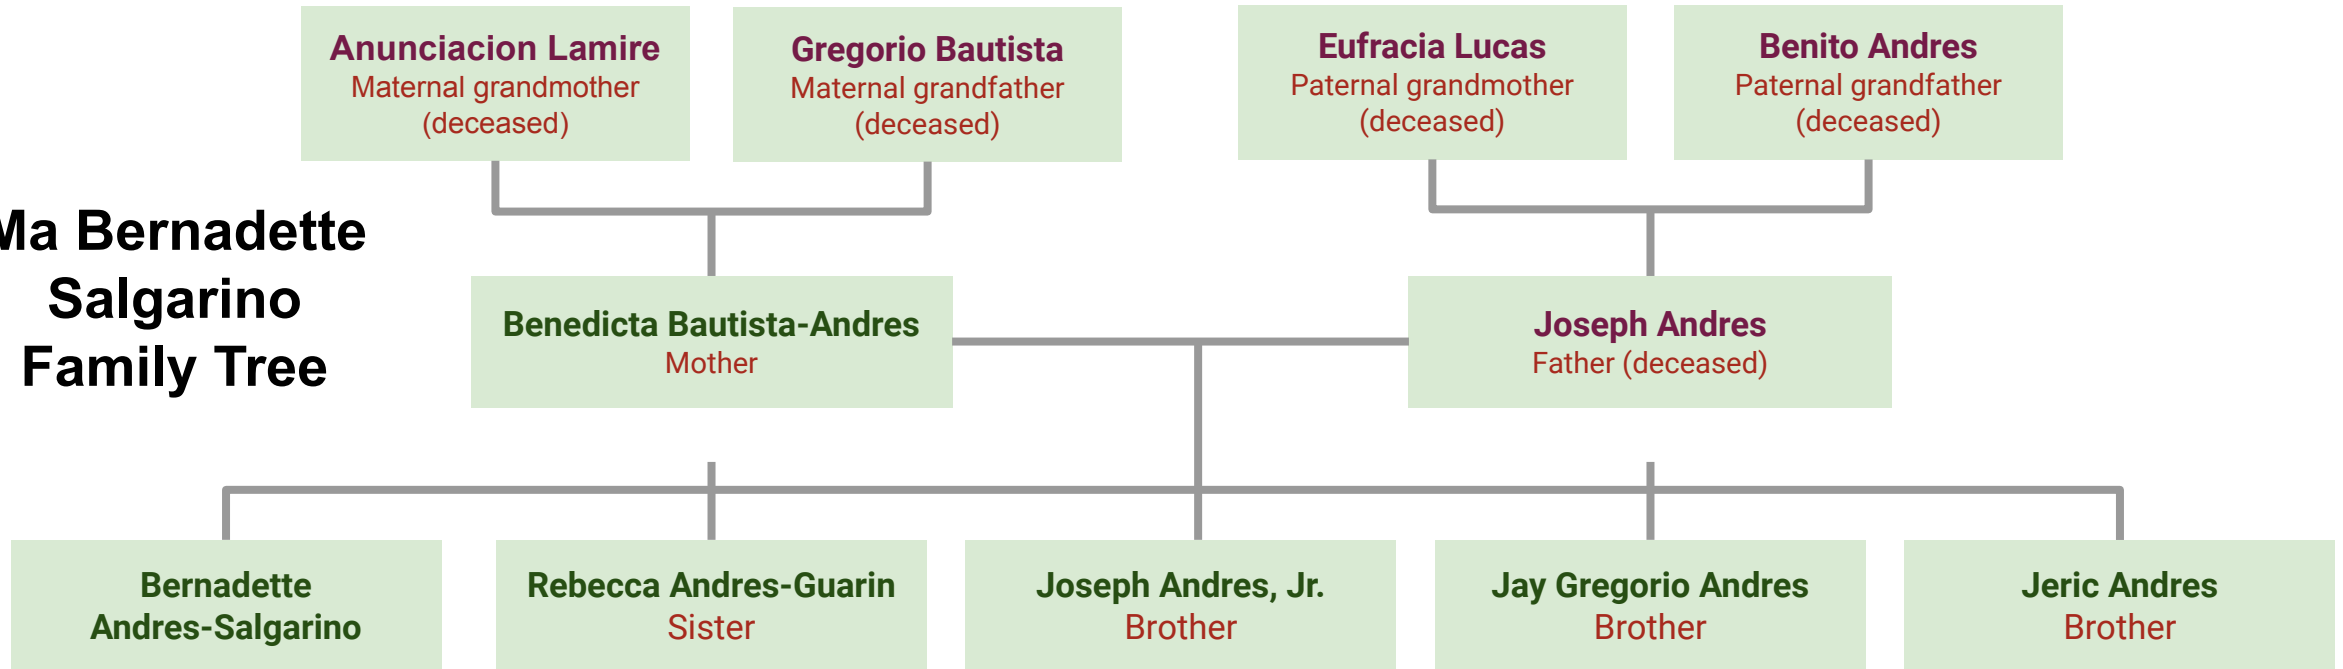 Anunciacion Lamire
Maternal grandmother
(deceased)
Gregorio Bautista
Maternal grandfather
(deceased)
Eufracia Lucas
Paternal grandmother
(deceased)
Benito Andres
Paternal grandfather
(deceased)
Ma Bernadette
Salgarino
Family Tree
Benedicta Bautista-Andres
Mother
Joseph Andres
Father (deceased)
Bernadette
Andres-Salgarino
Rebecca Andres-Guarin
Sister
Joseph Andres, Jr.
Brother
Jay Gregorio Andres
Brother
Jeric Andres
Brother